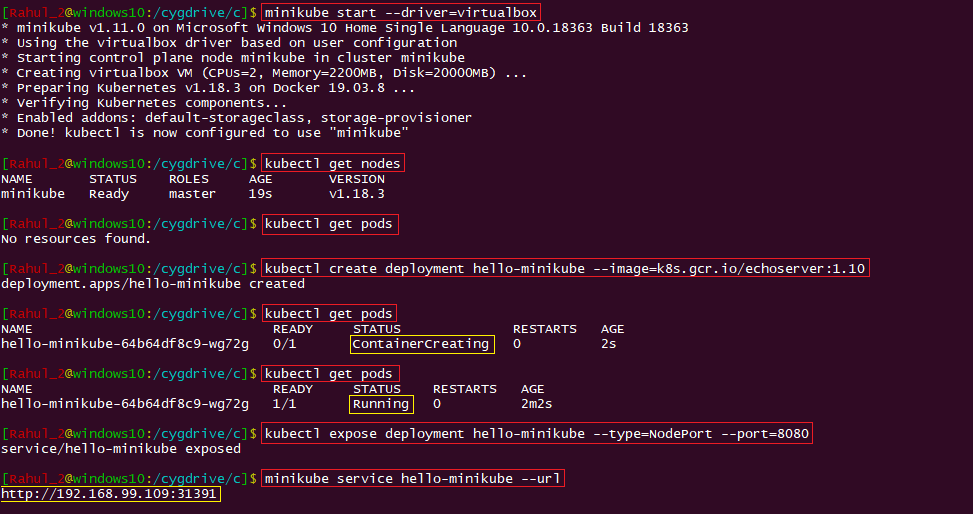 [Rahul_2@windows10:/cygdrive/c]$ minikube start --driver=virtualbox
* minikube v1.11.0 on Microsoft Windows 10 Home Single Language 10.0.18363 Build 18363
* Using the virtualbox driver based on user configuration
* Starting control plane node minikube in cluster minikube
* Creating virtualbox VM (CPUs=2, Memory=2200MB, Disk=20000MB) ...
* Preparing Kubernetes v1.18.3 on Docker 19.03.8 ...
* Verifying Kubernetes components...
* Enabled addons: default-storageclass, storage-provisioner
* Done! kubectl is now configured to use "minikube"
[Rahul_2@windows10:/cygdrive/c]$ kubectl get nodes
NAME STATUS ROLES AGE VERSION
minikube Ready master 19s v1.18.3
[Rahul_2@windows10:/cygdrive/c]$ kubectl get pods
No resources found.
[Rahul_2@windows10:/cygdrive/c]$ kubectl create deployment hello-minikube --image=k8s.gcr.io/echoserver:1.10
deployment.apps/hello-minikube created
[Rahul_2@windows10:/cygdrive/c]$ kubectl get pods
NAME READY STATUS RESTARTS AGE
hello-minikube-64b64df8c9-wg72g 0/1 ContainerCreating 0 2s
[Rahul_2@windows10:/cygdrive/c]$ kubectl get pods
NAME READY STATUS RESTARTS AGE
hello-minikube-64b64df8c9-wg72g 1/1 Running 0 2m2s
[Rahul_2@windows10:/cygdrive/c]$ kubectl expose deployment hello-minikube --type=NodePort --port=8080
service/hello-minikube exposed
[Rahul_2@windows10:/cygdrive/c]$ minikube service hello-minikube --url
http://192.168.99.109:31391